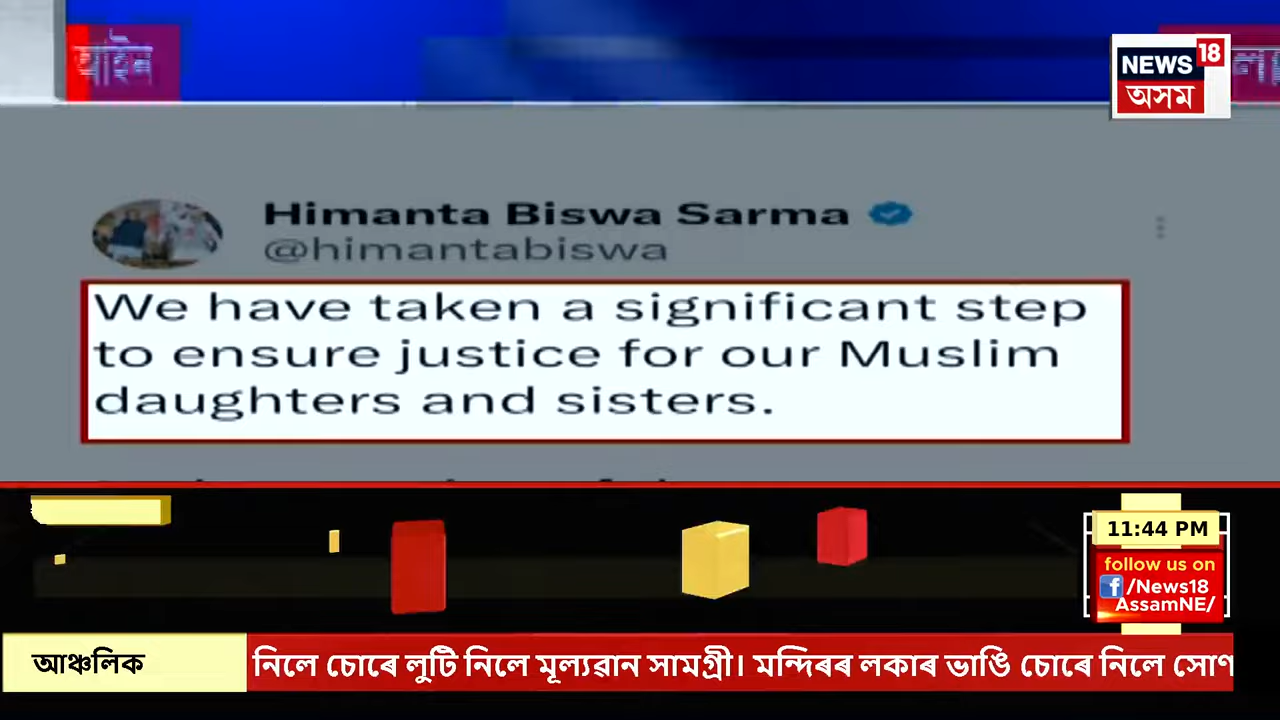 আইন
NEWS 18
অসম
Himanta Biswa Sarma
@himantabiswa
We have taken a significant step
to ensure justice for our Muslim
daughters and sisters.
11:44 PM
follow us on
f/News18
AssamNE/
আঞ্চলিক
নিলে চোৰে লুটি নিলে মূল্যৱান সামগ্ৰী। মন্দিৰৰ লকাৰ ভাঙি চোৰে নিলে সোণ